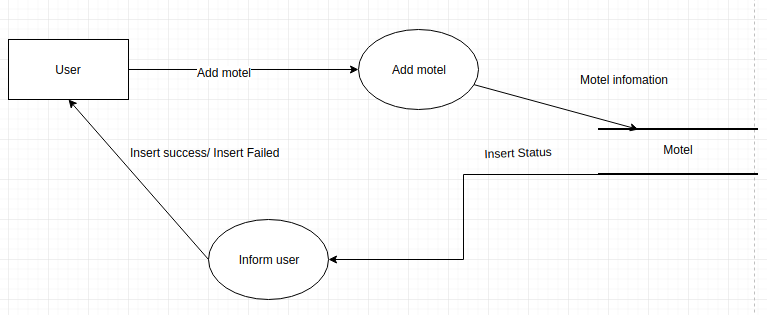 User
Add motel
Add motel
Motel infomation
Motel
Insert Status
Insert success/ Insert Failed
Inform user